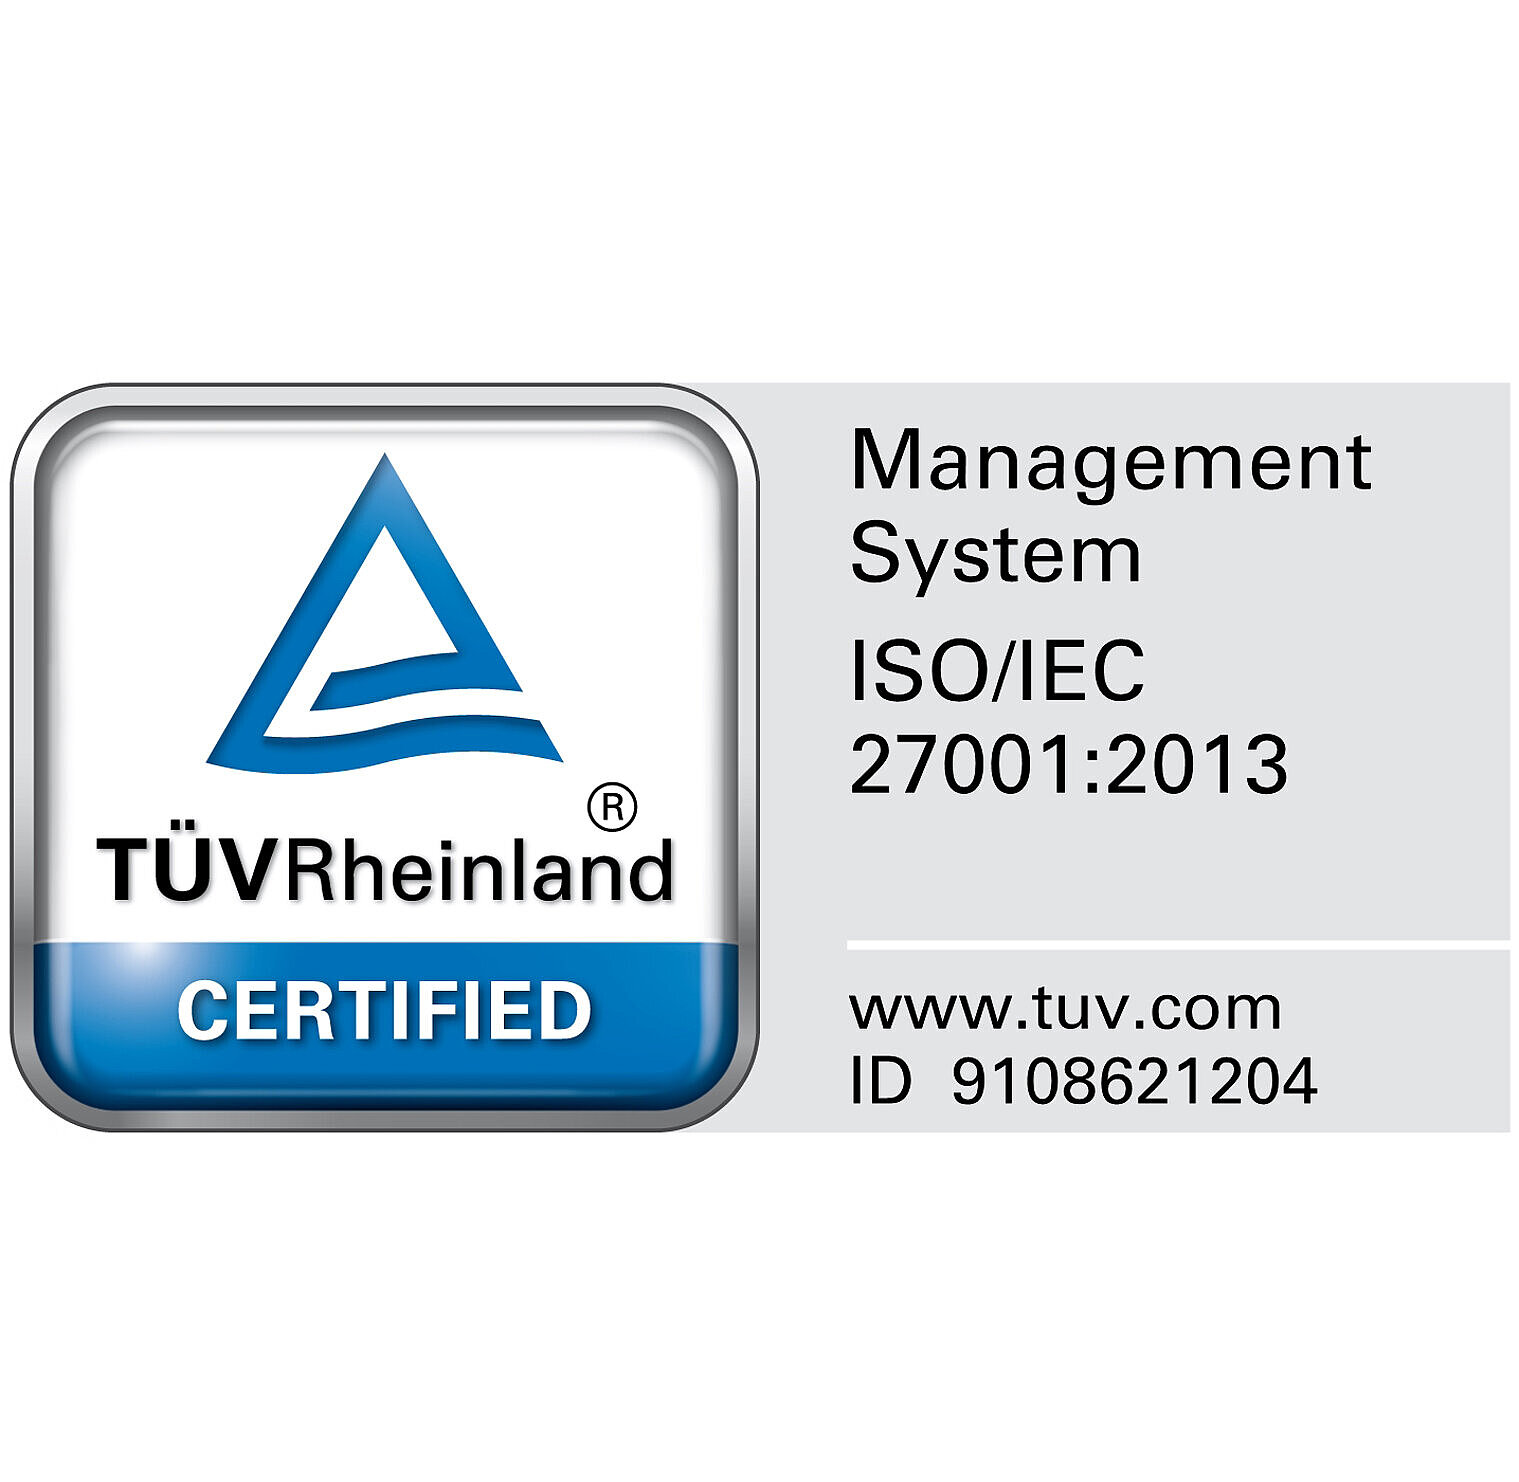 TÜVRheinland®
CERTIFIED
Management
System
ISO/IEC
27001:2013
www.tuv.com
ID 9108621204